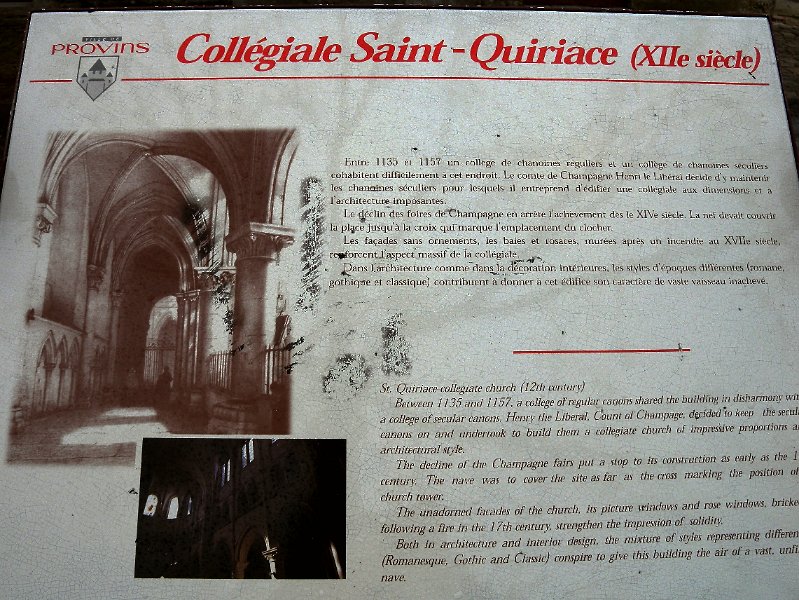 VILLE DE
PROVINS
Collégiale Saint-Quiriace (XIIe siècle)
Entre 1135 et 1157 un collège de chanoines réguliers et un collège de chanoines séculiers
cohabitent difficilement à cet endroit. Le comte de Champagne Henri le Libéral décide d'y maintenir
les chanoines séculiers pour lesquels il entreprend d'édifier une collégiale aux dimensions et à
l'architecture imposantes.
Le déclin des foires de Champagne en arrête l'achèvement dès le XIVe siècle. La nef devait couvrir
la place jusqu'à la croix qui marque l'emplacement du clocher.
Les façades sans ornements, les baies et rosaces, murées après un incendie au XVIIe siècle,
renforcent l'aspect massif de la collégiale.
Dans l'architecture comme dans la décoration intérieures, les styles d'époques différentes (romane,
gothique et classique) contribuent à donner à cet édifice son caractère de vaste vaisseau inachevé.
St. Quiriace collegiate church (12th century)
Between 1135 and 1157, a college of regular canons shared the building in disharmony wit
a college of secular canons. Henry the Liberal, Count of Champage, decided to keep the secul
canons on and undertook to build them a collegiate church of impressive proportions a
architectural style.
The decline of the Champagne fairs put a stop to its construction as early as the 1
century. The nave was to cover the site as far as the cross marking the position of
church tower.
The unadorned facades of the church, its picture windows and rose windows, bricke
following a fire in the 17th century, strengthen the impression of solidity.
Both in architecture and interior design, the mixture of styles representing differen
(Romanesque, Gothic and Classic) conspire to give this building the air of a vast, unfi
nave.